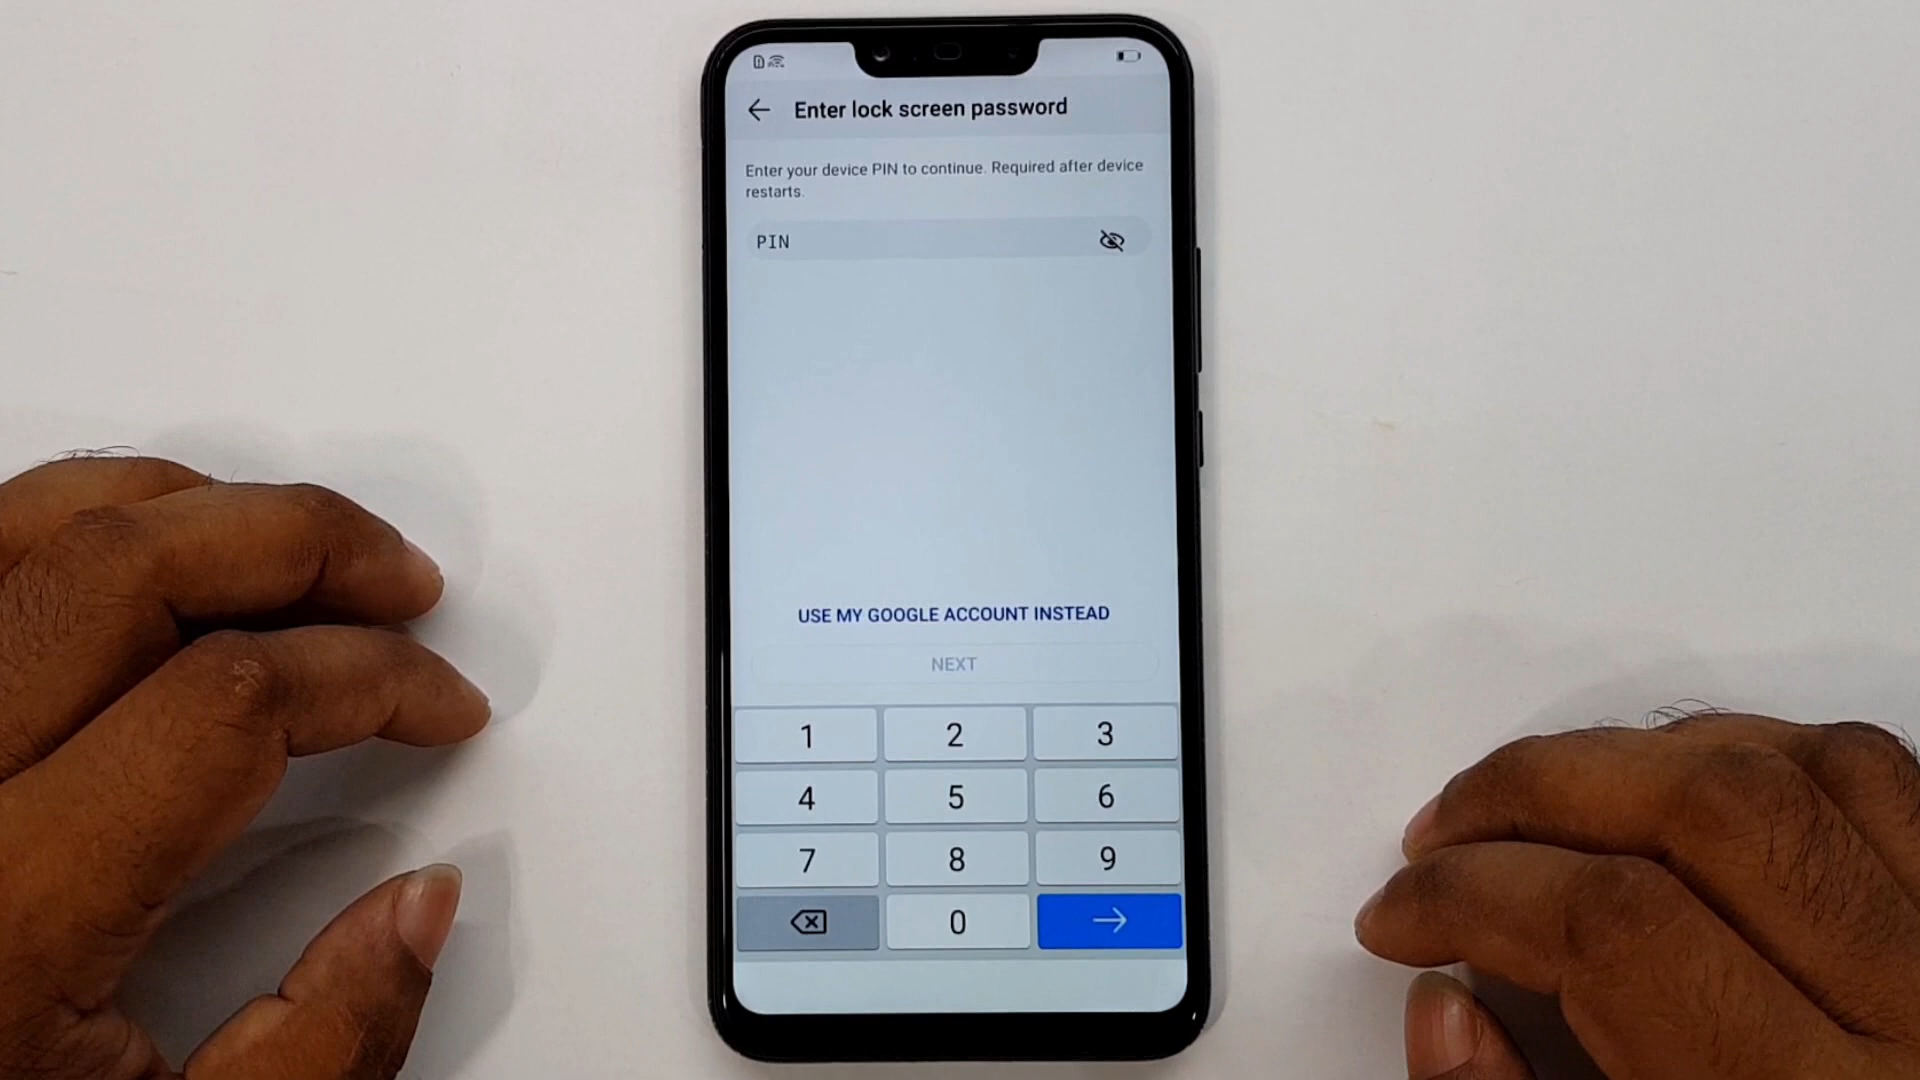 Enter lock screen password
Enter your device PIN to continue. Required after device
restarts.
PIN
USE MY GOOGLE ACCOUNT INSTEAD
NEXT
1 2 3
4 5 6
7 8 9
0